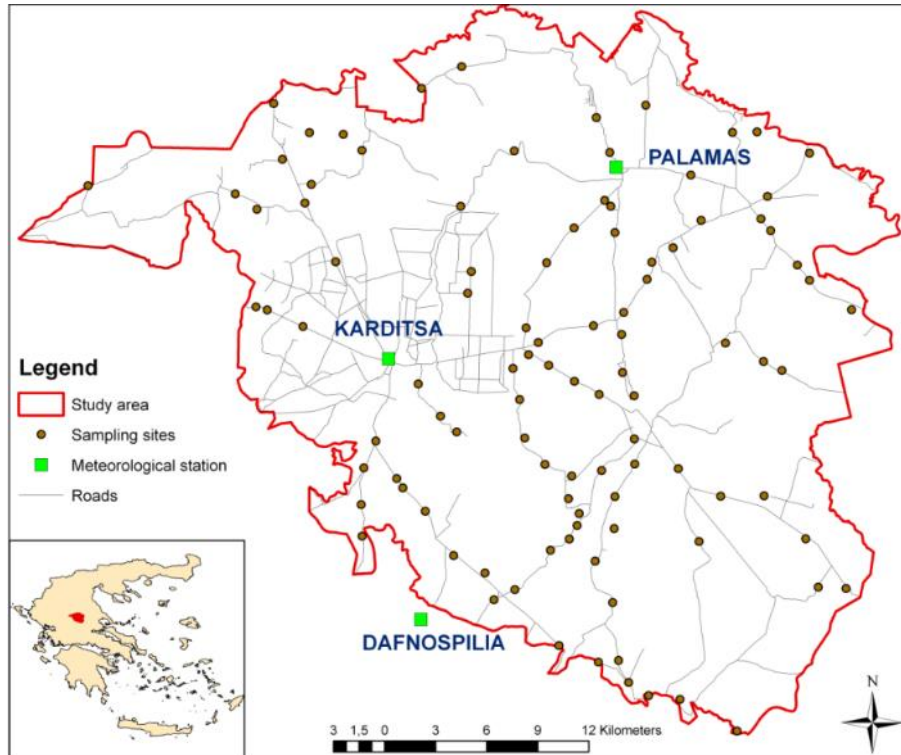 PALAMAS
KARDITSA
Legend
Study area
Sampling sites
Meteorological station
Roads
DAFNOSPILIA
N
3 1,5 0 3 6 9 12 Kilometers